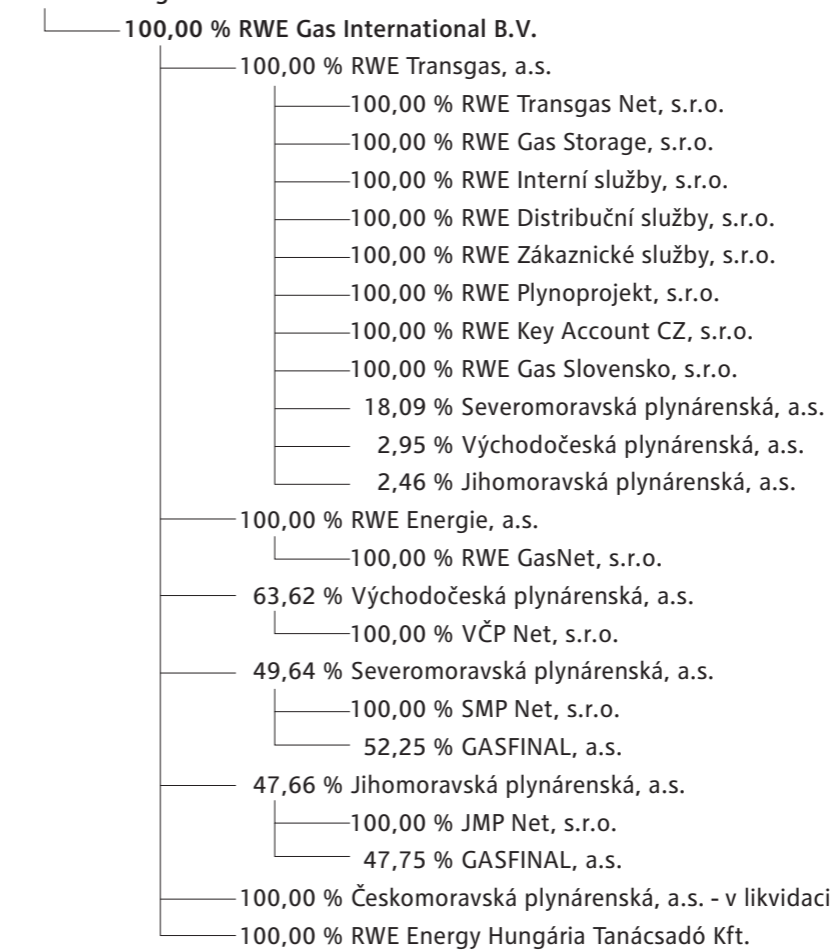 100,00 % RWE Gas International B.V.
100,00 % RWE Transgas, a.s.
100,00 % RWE Transgas Net, s.r.o.
100,00 % RWE Gas Storage, s.r.o.
100,00 % RWE Interní služby, s.r.o.
100,00 % RWE Distribuční služby, s.r.o.
100,00 % RWE Zákaznické služby, s.r.o.
100,00 % RWE Plynoprojekt, s.r.o.
100,00 % RWE Key Account CZ, s.r.o.
100,00 % RWE Gas Slovensko, s.r.o.
18,09 % Severomoravská plynárenská, a.s.
2,95 % Východočeská plynárenská, a.s.
2,46 % Jihomoravská plynárenská, a.s.
100,00 % RWE Energie, a.s.
100,00 % RWE GasNet, s.r.o.
63,62 % Východočeská plynárenská, a.s.
100,00 % VČP Net, s.r.o.
49,64 % Severomoravská plynárenská, a.s.
100,00 % SMP Net, s.r.o.
52,25 % GASFINAL, a.s.
47,66 % Jihomoravská plynárenská, a.s.
100,00 % JMP Net, s.r.o.
47,75 % GASFINAL, a.s.
100,00 % Českomoravská plynárenská, a.s. - v likvidaci
100,00 % RWE Energy Hungária Tanácsadó Kft.